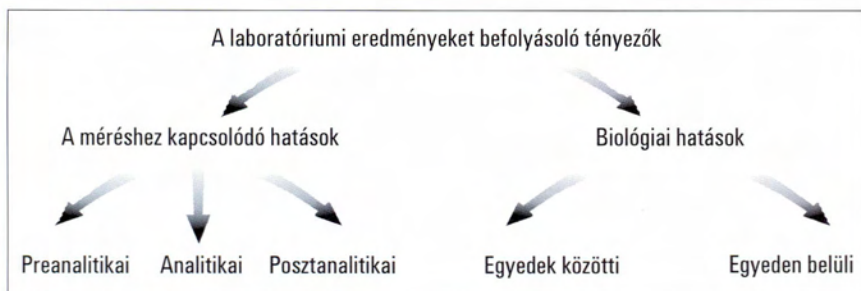 A laboratóriumi eredményeket befolyásoló tényezők
A méréshez kapcsolódó hatások Biológiai hatások
Preanalitikai Analitikai Posztanalitikai Egyedek közötti Egyeden belüli